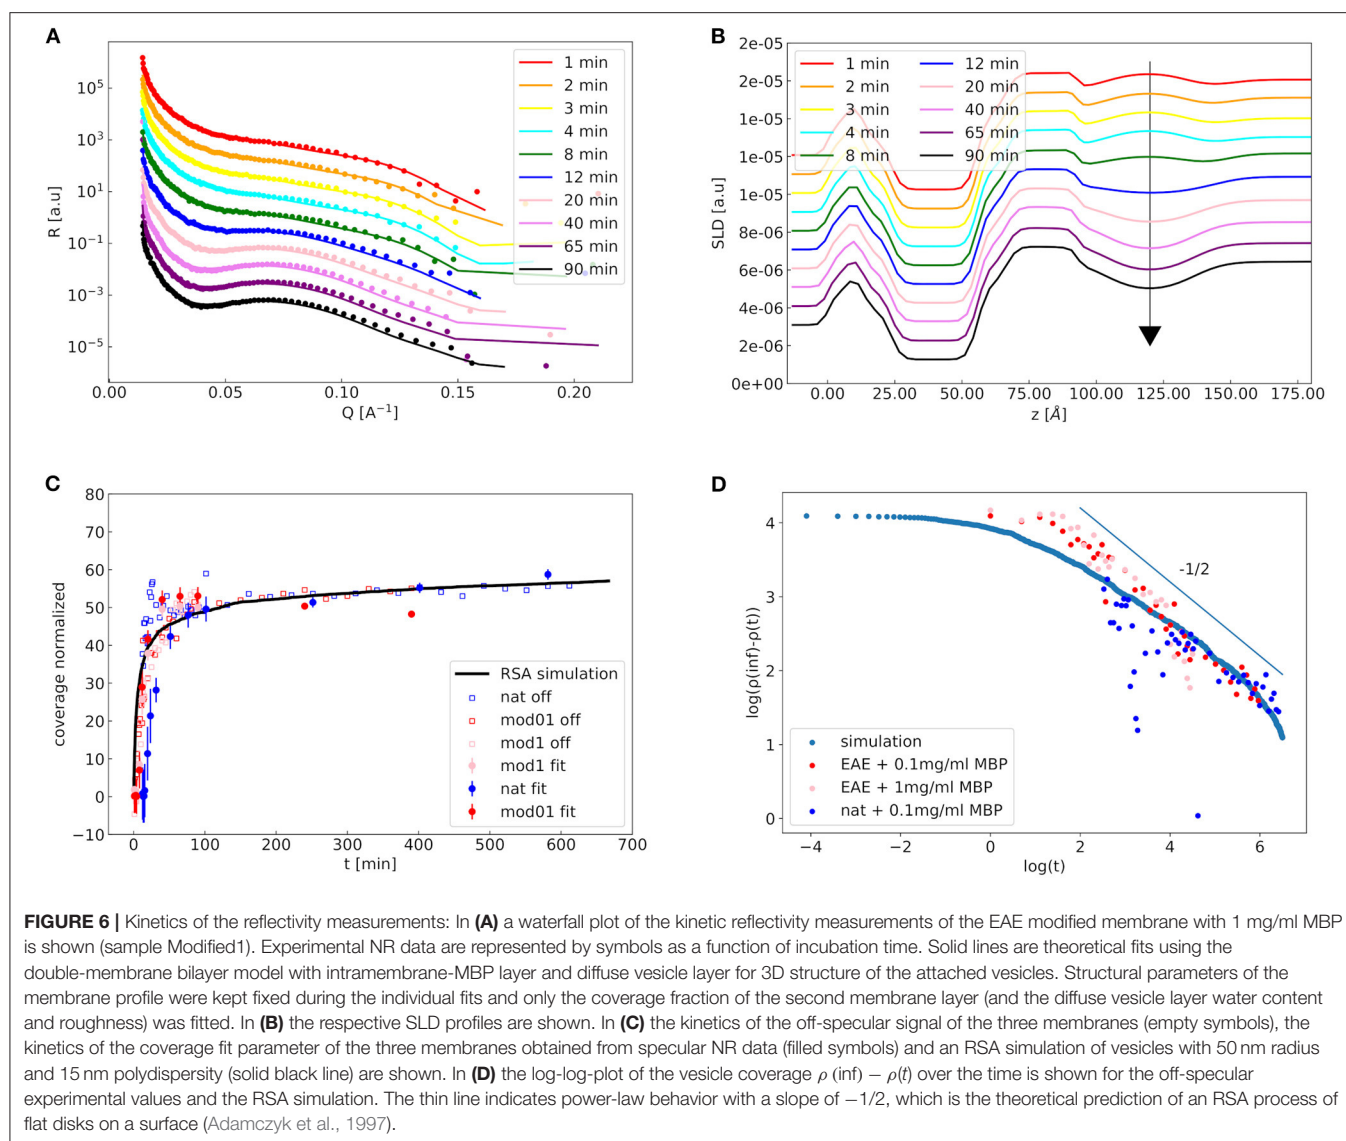 A
10⁵
10³
10¹
10⁻¹
10⁻³
10⁻⁵
R [a.u]
0.00
0.05
0.10
0.15
0.20
Q [A⁻¹]
1 min
2 min
3 min
4 min
8 min
12 min
20 min
40 min
65 min
90 min
B
2e-05
2e-05
1e-05
1e-05
1e-05
8e-06
6e-06
4e-06
2e-06
0e+00
SLD [a.u]
0.00
25.00
50.00
75.00
100.00
125.00
150.00
175.00
z [Å]
1 min
2 min
3 min
4 min
8 min
12 min
20 min
40 min
65 min
90 min
C
80
70
60
50
40
30
20
10
0
−10
coverage normalized
0
100
200
300
400
500
600
700
t [min]
RSA simulation
nat off
mod01 off
mod1 off
mod1 fit
nat fit
mod01 fit
D
4
3
2
1
0
log(ρ(inf)-ρ(t))
−4
−2
0
2
4
6
log(t)
-1/2
simulation
EAE + 0.1mg/ml MBP
EAE + 1mg/ml MBP
nat + 0.1mg/ml MBP
FIGURE 6 | Kinetics of the reflectivity measurements: In (A) a waterfall plot of the kinetic reflectivity measurements of the EAE modified membrane with 1 mg/ml MBP
is shown (sample Modified1). Experimental NR data are represented by symbols as a function of incubation time. Solid lines are theoretical fits using the
double-membrane bilayer model with intramembrane-MBP layer and diffuse vesicle layer for 3D structure of the attached vesicles. Structural parameters of the
membrane profile were kept fixed during the individual fits and only the coverage fraction of the second membrane layer (and the diffuse vesicle layer water content
and roughness) was fitted. In (B) the respective SLD profiles are shown. In (C) the kinetics of the off-specular signal of the three membranes (empty symbols), the
kinetics of the coverage fit parameter of the three membranes obtained from specular NR data (filled symbols) and an RSA simulation of vesicles with 50 nm radius
and 15 nm polydispersity (solid black line) are shown. In (D) the log-log-plot of the vesicle coverage ρ (inf) − ρ(t) over the time is shown for the off-specular
experimental values and the RSA simulation. The thin line indicates power-law behavior with a slope of −1/2, which is the theoretical prediction of an RSA process of
flat disks on a surface (Adamczyk et al., 1997).